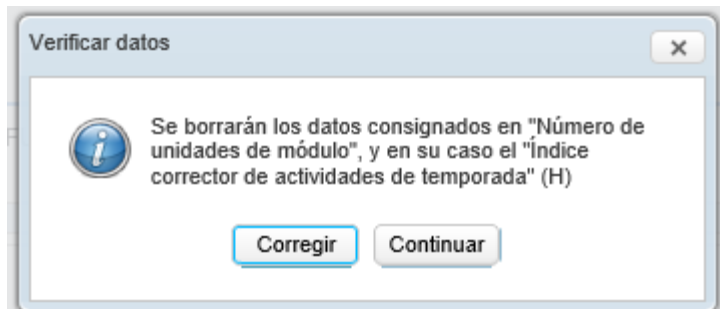 Verificar datos
Se borrarán los datos consignados en "Número de
unidades de módulo", y en su caso el "Índice
corrector de actividades de temporada" (H)
Corregir Continuar